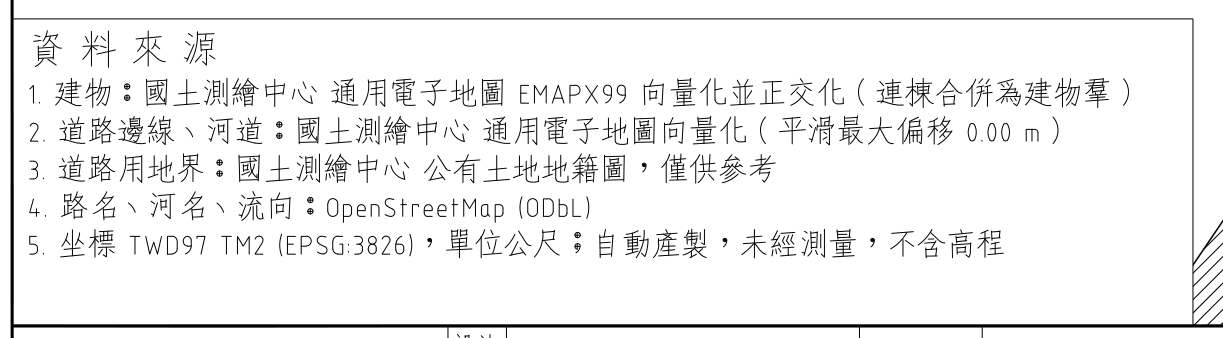 資料來源
1. 建物：國土測繪中心 通用電子地圖 EMAPX99 向量化並正交化（連棟合併為建物羣）
2. 道路邊線、河道：國土測繪中心 通用電子地圖向量化（平滑最大偏移 0.00 m）
3. 道路用地界：國土測繪中心 公有土地地籍圖，僅供參考
4. 路名、河名、流向：OpenStreetMap (ODbL)
5. 坐標 TWD97 TM2 (EPSG:3826)，單位公尺；自動產製，未經測量，不含高程